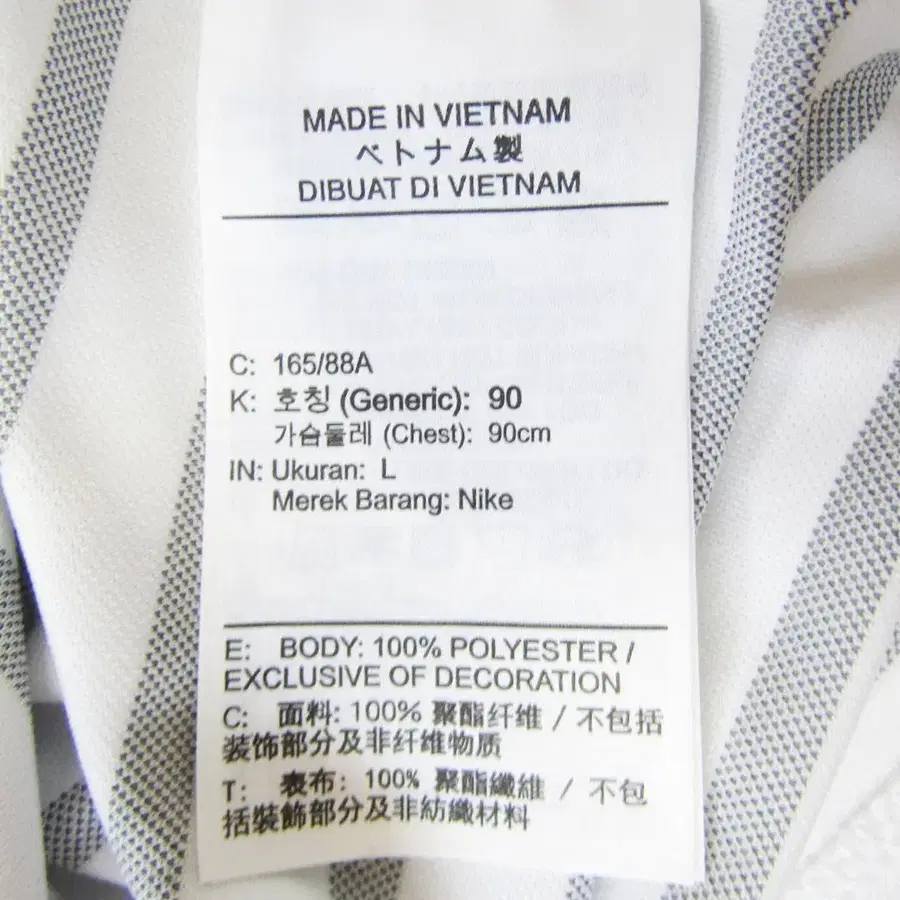 MADE IN VIETNAM
ベトナム製
DIBUAT DI VIETNAM
C: 165/88A
K: 호칭 (Generic): 90
가슴둘레 (Chest): 90cm
IN: Ukuran: L
Merek Barang: Nike
E: BODY: 100% POLYESTER /
EXCLUSIVE OF DECORATION
C: 面料: 100% 聚酯纤维 / 不包括
装饰部分及非纤维物质
T: 表布: 100% 聚酯纖維 / 不包
括裝飾部分及非紡織材料